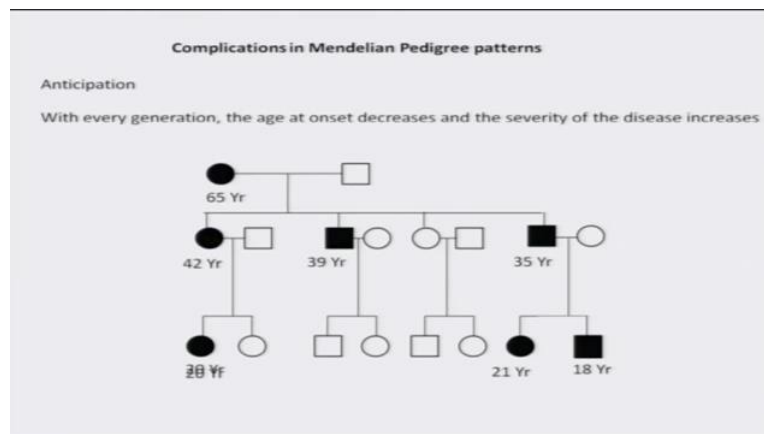 Complications in Mendelian Pedigree patterns
Anticipation
With every generation, the age at onset decreases and the severity of the disease increases
65 Yr
42 Yr
39 Yr
35 Yr
Yr
21 Yr
18 Yr